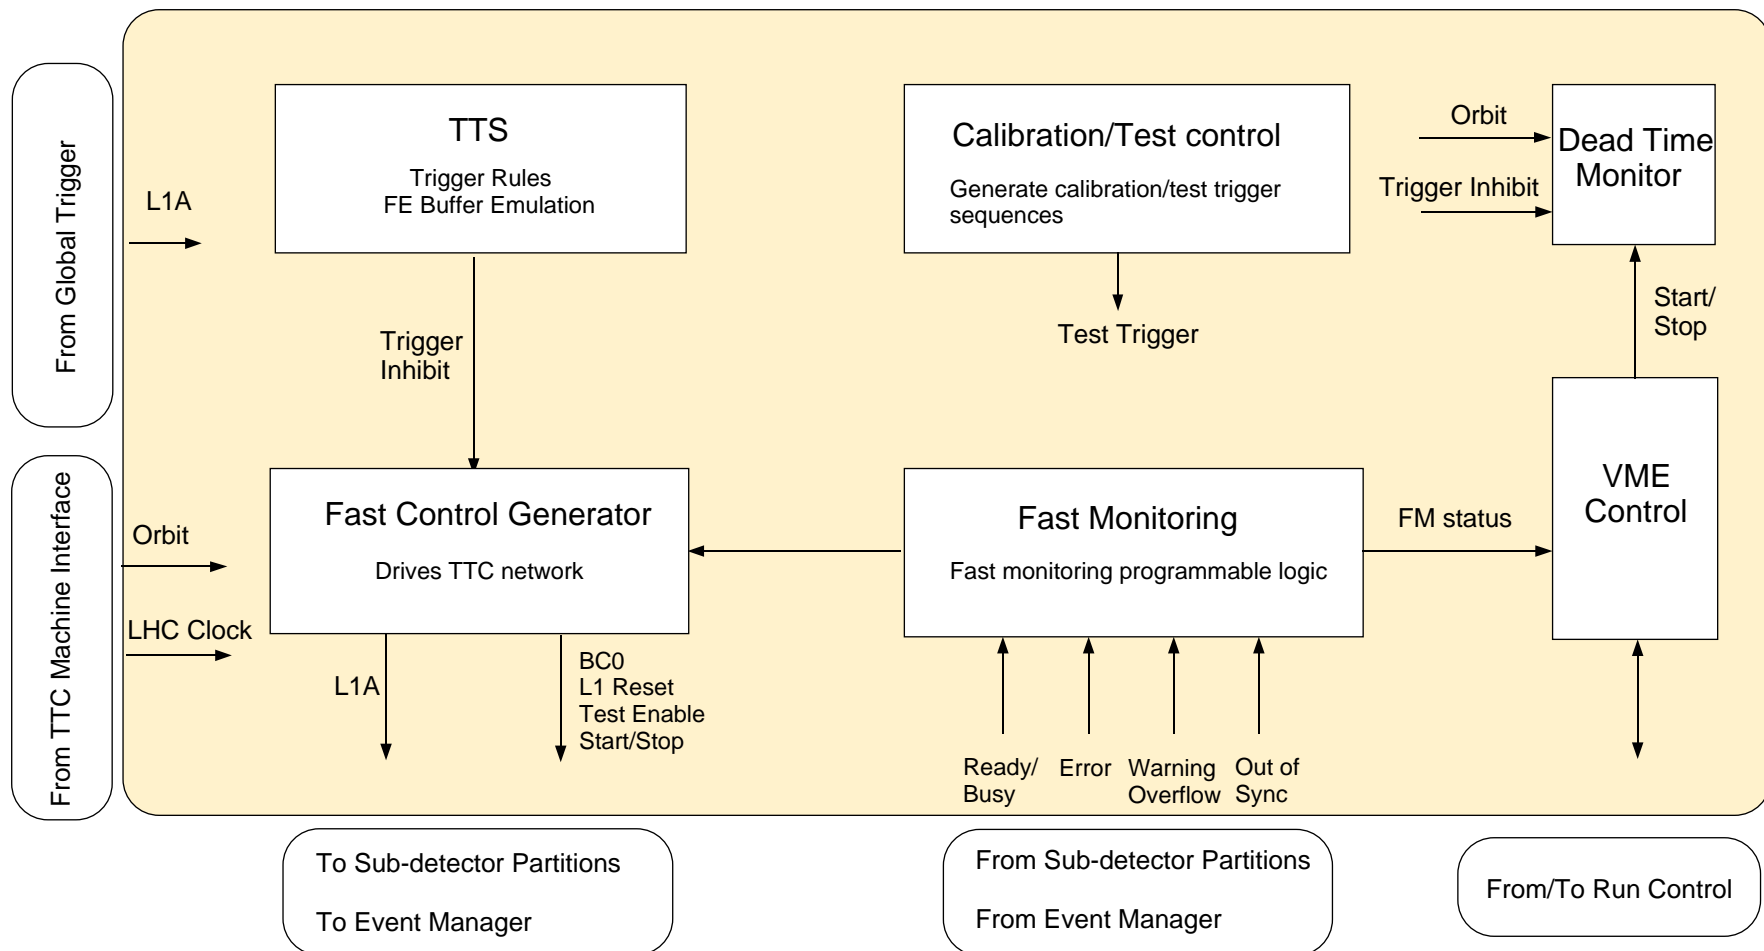 From Global Trigger
From TTC Machine Interface
L1A
Orbit
LHC Clock
TTS
Trigger Rules
FE Buffer Emulation
Trigger
Inhibit
Fast Control Generator
Drives TTC network
L1A
BC0
L1 Reset
Test Enable
Start/Stop
Calibration/Test control
Generate calibration/test trigger
sequences
Test Trigger
Fast Monitoring
Fast monitoring programmable logic
Ready/
Busy
Error
Warning
Overflow
Out of
Sync
Orbit
Trigger Inhibit
Dead Time
Monitor
Start/
Stop
FM status
VME
Control
To Sub-detector Partitions
To Event Manager
From Sub-detector Partitions
From Event Manager
From/To Run Control